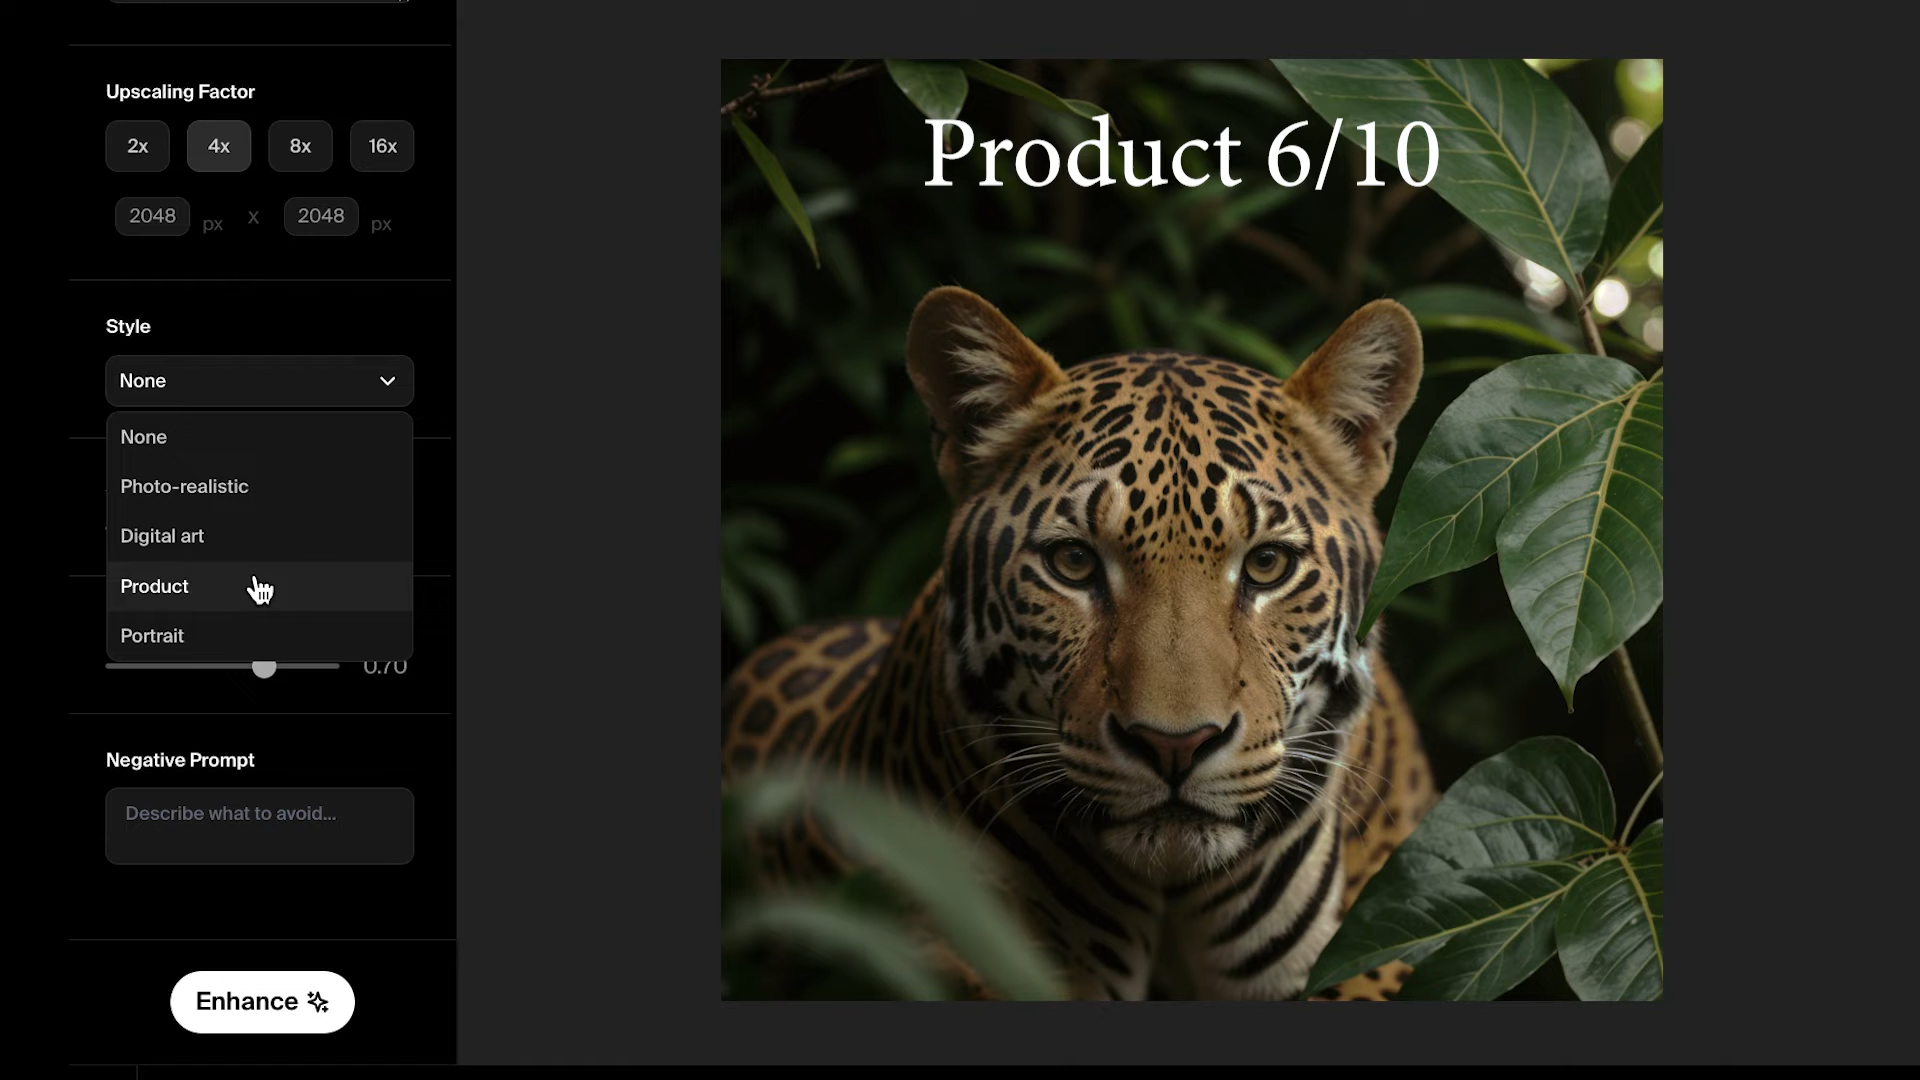 Upscaling Factor
2x 4x 8x 16x
2048 px X 2048 px
Style
None
None
Photo-realistic
Digital art
Product
Portrait
0.70
Negative Prompt
Describe what to avoid...
Enhance
Product 6/10